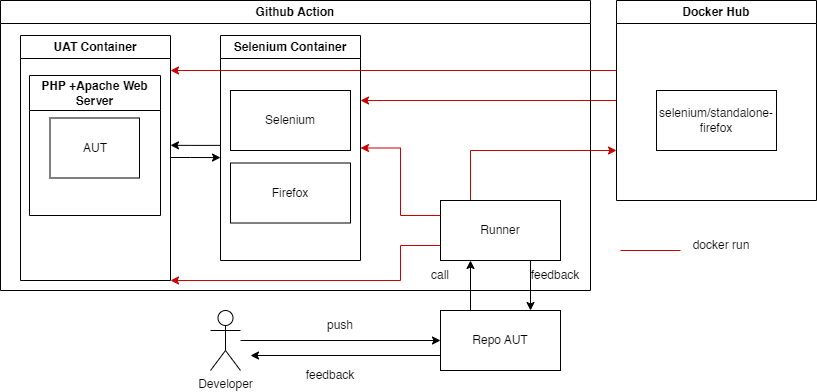 Github Action
Docker Hub
UAT Container
Selenium Container
PHP +Apache Web
Server
AUT
Selenium
Firefox
selenium/standalone-
firefox
Runner
docker run
call
feedback
push
Repo AUT
feedback
Developer